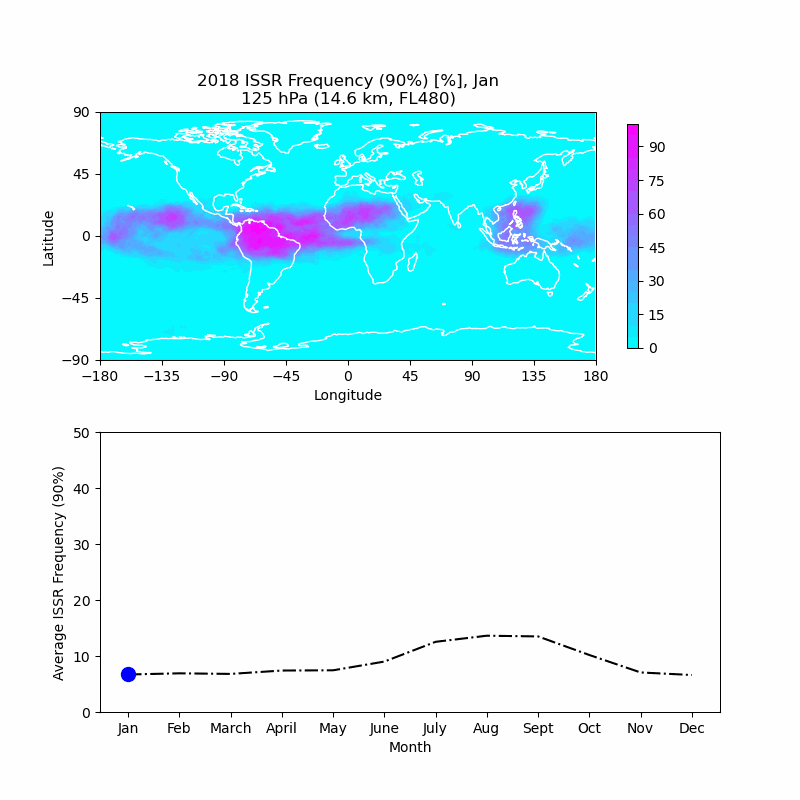 2018 ISSR Frequency (90%) [%], Jan
125 hPa (14.6 km, FL480)
90
45
0
−45
−90
Latitude
−180 −135 −90 −45 0 45 90 135 180
Longitude
90
75
60
45
30
15
0
50
40
30
20
10
0
Average ISSR Frequency (90%)
Jan Feb March April May June July Aug Sept Oct Nov Dec
Month